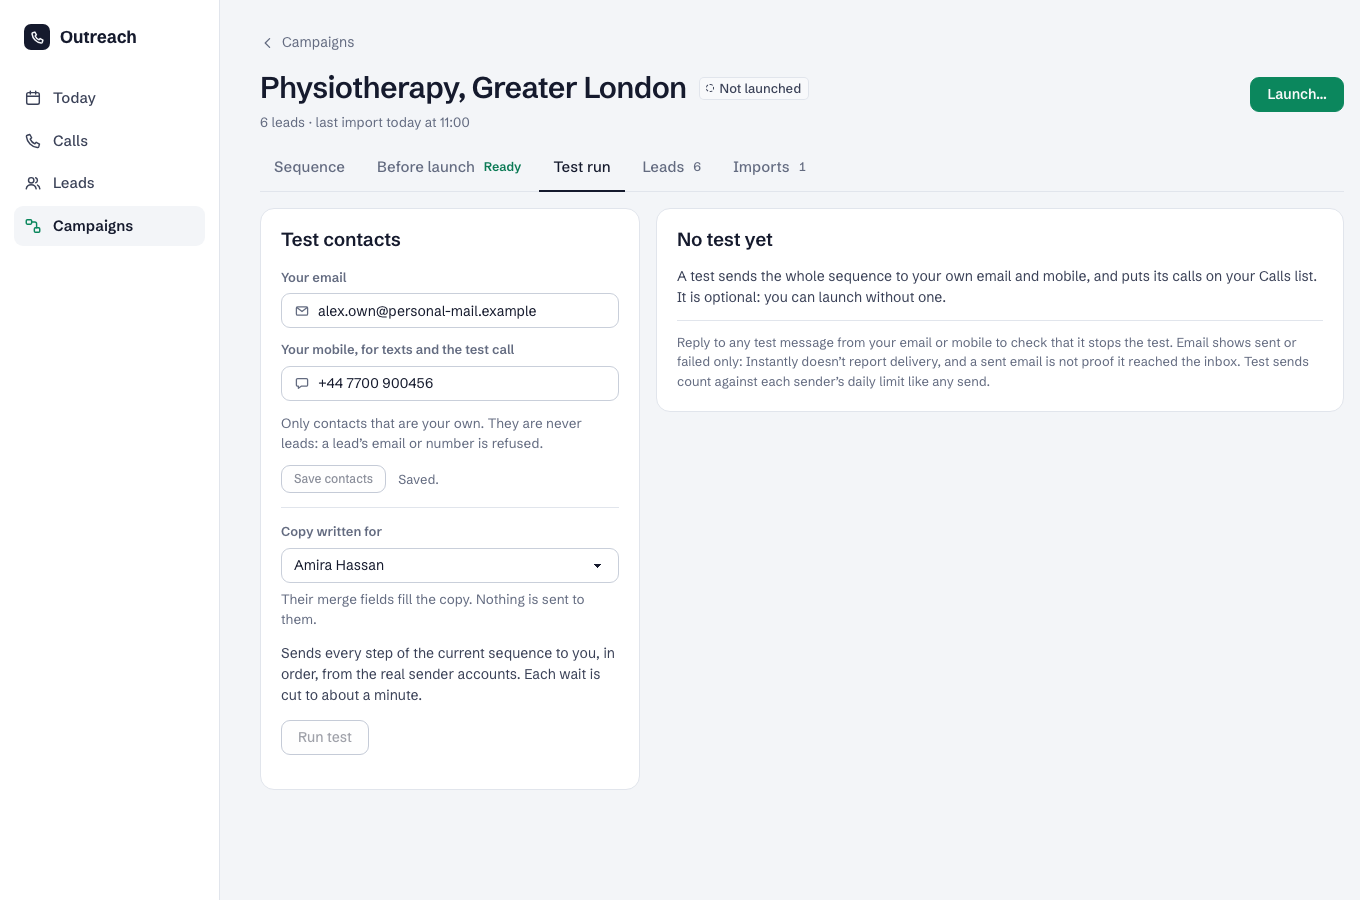 Outreach
Today
Calls
Leads
Campaigns
Campaigns
Physiotherapy, Greater London
Not launched
Launch...
6 leads · last import today at 11:00
Sequence
Before launch Ready
Test run
Leads 6
Imports 1
Test contacts
Your email
alex.own@personal-mail.example
Your mobile, for texts and the test call
+44 7700 900456
Only contacts that are your own. They are never
leads: a lead’s email or number is refused.
Save contacts
Saved.
Copy written for
Amira Hassan
Their merge fields fill the copy. Nothing is sent to
them.
Sends every step of the current sequence to you, in
order, from the real sender accounts. Each wait is
cut to about a minute.
Run test
No test yet
A test sends the whole sequence to your own email and mobile, and puts its calls on your Calls list.
It is optional: you can launch without one.
Reply to any test message from your email or mobile to check that it stops the test. Email shows sent or
failed only: Instantly doesn’t report delivery, and a sent email is not proof it reached the inbox. Test sends
count against each sender’s daily limit like any send.